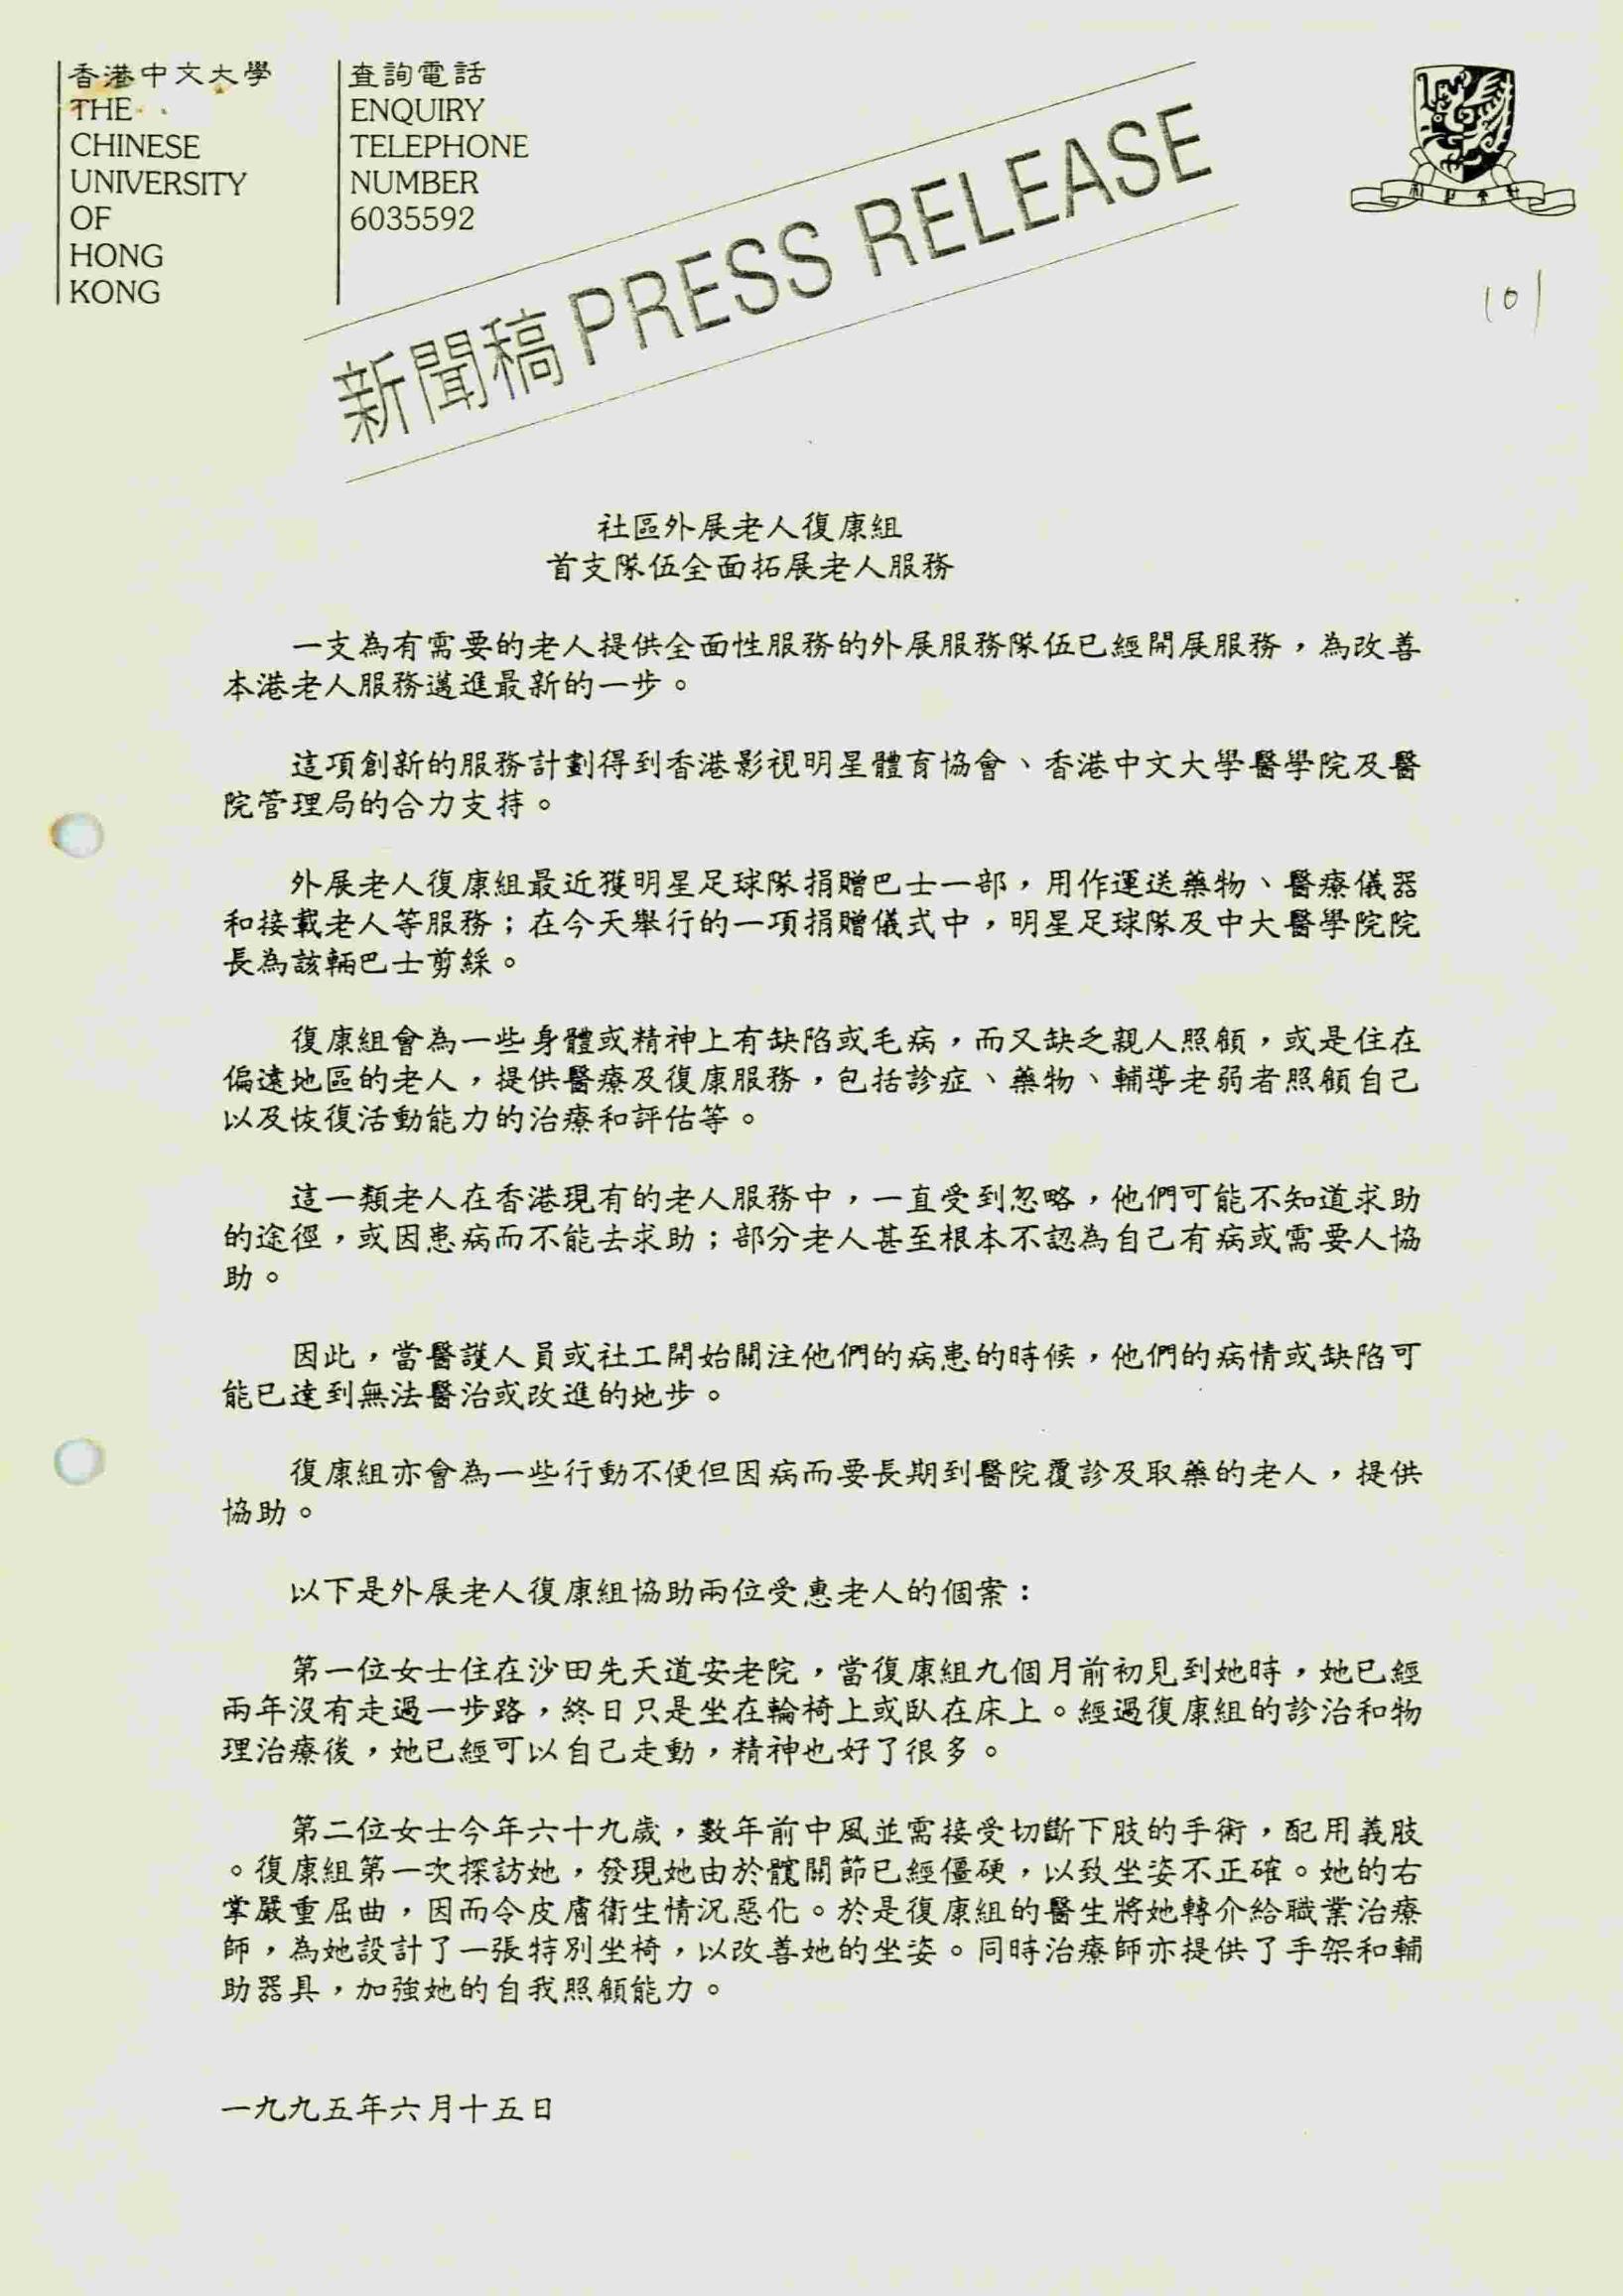 香港中文大學
THE
CHINESE
UNIVERSITY
OF
HONG
KONG
查詢電話
ENQUIRY
TELEPHONE
NUMBER
6035592
新聞稿 PRESS RELEASE
101
社區外展老人復康組
首支隊伍全面拓展老人服務
一支為有需要的老人提供全面性服務的外展服務隊伍已經開展服務，為改善
本港老人服務邁進最新的一步。
這項創新的服務計劃得到香港影視明星體育協會、香港中文大學醫學院及醫
院管理局的合力支持。
外展老人復康組最近獲明星足球隊捐贈巴士一部，用作運送藥物、醫療儀器
和接載老人等服務；在今天舉行的一項捐贈儀式中，明星足球隊及中大醫學院院
長為該輛巴士剪綵。
復康組會為一些身體或精神上有缺陷或毛病，而又缺乏親人照顧，或是住在
偏遠地區的老人，提供醫療及復康服務，包括診症、藥物、輔導老弱者照顧自己
以及恢復活動能力的治療和評估等。
這一類老人在香港現有的老人服務中，一直受到忽略，他們可能不知道求助
的途徑，或因患病而不能去求助；部分老人甚至根本不認為自己有病或需要人協
助。
因此，當醫護人員或社工開始關注他們的病患的時候，他們的病情或缺陷可
能已達到無法醫治或改進的地步。
復康組亦會為一些行動不便但因病而要長期到醫院覆診及取藥的老人，提供
協助。
以下是外展老人復康組協助兩位受惠老人的個案：
第一位女士住在沙田先天道安老院，當復康組九個月前初見到她時，她已經
兩年沒有走過一步路，終日只是坐在輪椅上或臥在床上。經過復康組的診治和物
理治療後，她已經可以自己走動，精神也好了很多。
第二位女士今年六十九歲，數年前中風並需接受切斷下肢的手術，配用義肢
。復康組第一次探訪她，發現她由於髖關節已經僵硬，以致坐姿不正確。她的右
掌嚴重屈曲，因而令皮膚衛生情況惡化。於是復康組的醫生將她轉介給職業治療
師，為她設計了一張特別坐椅，以改善她的坐姿。同時治療師亦提供了手架和輔
助器具，加強她的自我照顧能力。
一九九五年六月十五日